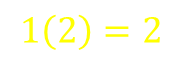 1(2) = 2